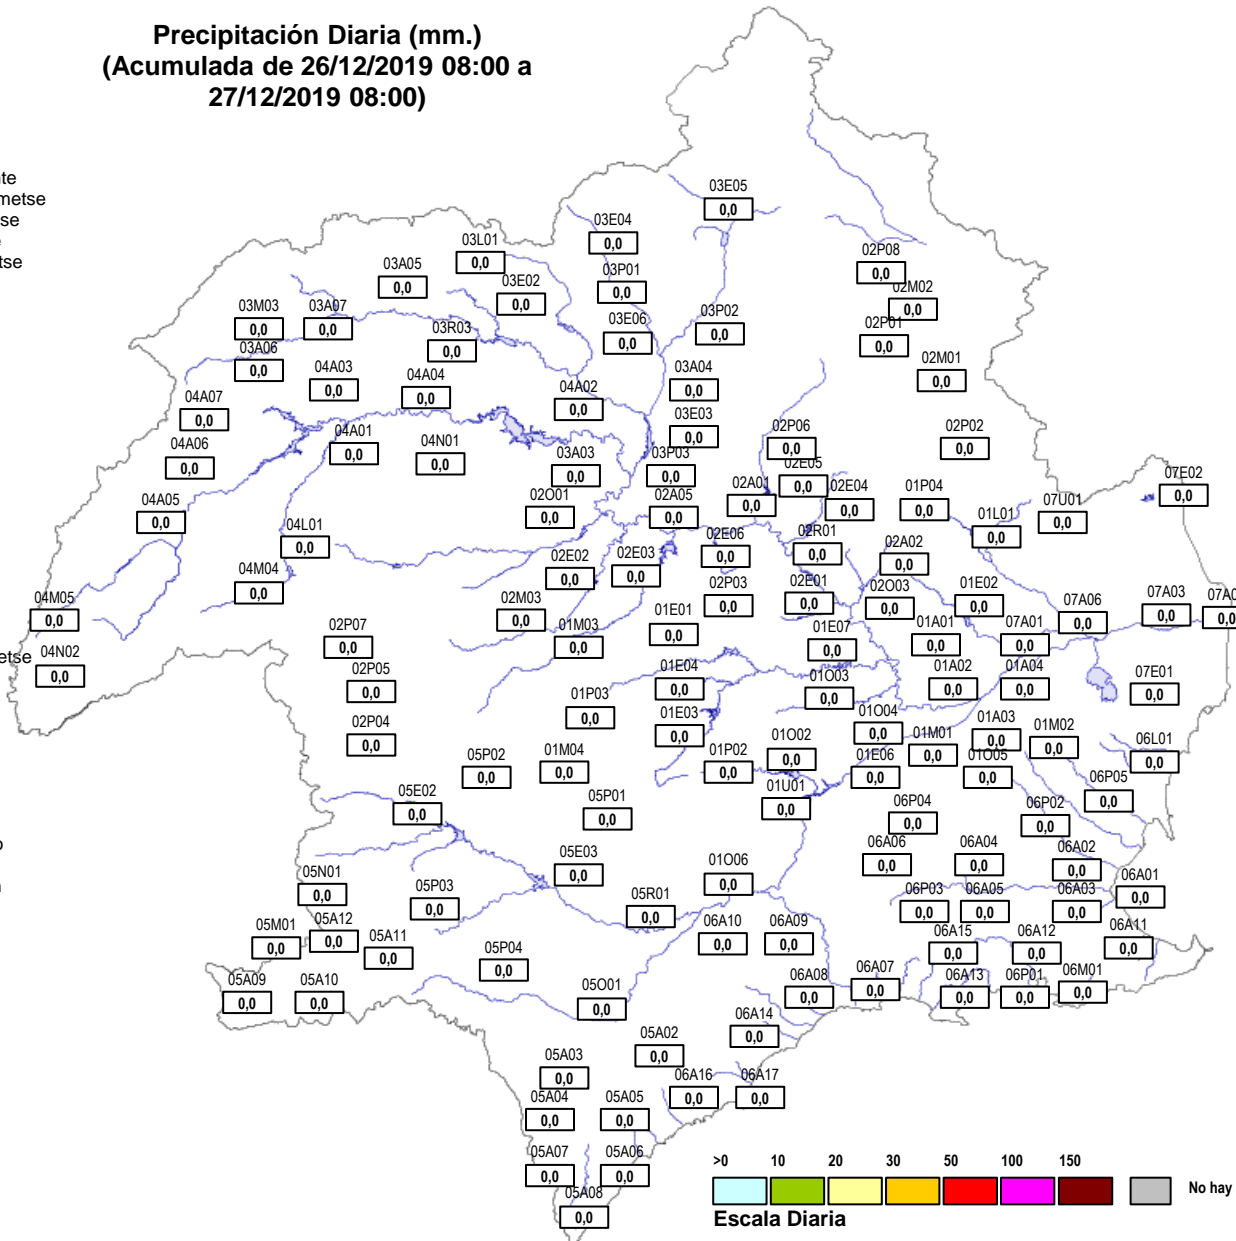 Precipitación Diaria (mm.)
(Acumulada de 26/12/2019 08:00 a
27/12/2019 08:00)
03E05
0,0
03E04
0,0
03L01
0,0
02P08
0,0
03A05
0,0
03P01
0,0
03E02
0,0
02M02
0,0
03M03
0,0
03A07
0,0
03R03
0,0
03E06
0,0
03P02
0,0
02P01
0,0
03A06
0,0
04A03
0,0
04A04
0,0
04A02
0,0
03A04
0,0
02M01
0,0
04A07
0,0
03E03
0,0
04A01
0,0
04N01
0,0
02P06
0,0
02P02
0,0
04A06
0,0
03A03
0,0
03P03
0,0
02E05
0,0
07E02
0,0
04A05
0,0
02O01
0,0
02A05
0,0
02A01
0,0
02E04
0,0
01P04
0,0
01L01
0,0
07U01
0,0
04L01
0,0
02E06
0,0
02R01
0,0
02A02
0,0
04M04
0,0
02E02
0,0
02E03
0,0
04M05
0,0
02M03
0,0
02P03
0,0
02E01
0,0
02O03
0,0
01E02
0,0
07A06
0,0
07A03
0,0
07A0
0,0
02P07
0,0
01M03
0,0
01E01
0,0
01E07
0,0
01A01
0,0
07A01
0,0
04N02
0,0
02P05
0,0
01E04
0,0
01O03
0,0
01A02
0,0
01A04
0,0
07E01
0,0
01P03
0,0
02P04
0,0
01E03
0,0
01O04
0,0
01A03
0,0
01M02
0,0
05P02
0,0
01M04
0,0
01P02
0,0
01O02
0,0
01E06
0,0
01M01
0,0
01O05
0,0
06L01
0,0
05E02
0,0
05P01
0,0
01U01
0,0
06P04
0,0
06P02
0,0
06P05
0,0
05E03
0,0
01O06
0,0
06A06
0,0
06A04
0,0
06A02
0,0
05N01
0,0
05P03
0,0
05R01
0,0
06P03
0,0
06A05
0,0
06A03
0,0
06A01
0,0
05M01
0,0
05A12
0,0
05A11
0,0
05P04
0,0
06A10
0,0
06A09
0,0
06A15
0,0
06A12
0,0
06A11
0,0
05A09
0,0
05A10
0,0
05O01
0,0
06A08
0,0
06A07
0,0
06A13
0,0
06P01
0,0
06M01
0,0
05A02
0,0
06A14
0,0
05A03
0,0
06A16
0,0
06A17
0,0
05A04
0,0
05A05
0,0
05A07
0,0
05A06
0,0
05A08
0,0
>0 10 20 30 50 100 150
No hay
Escala Diaria